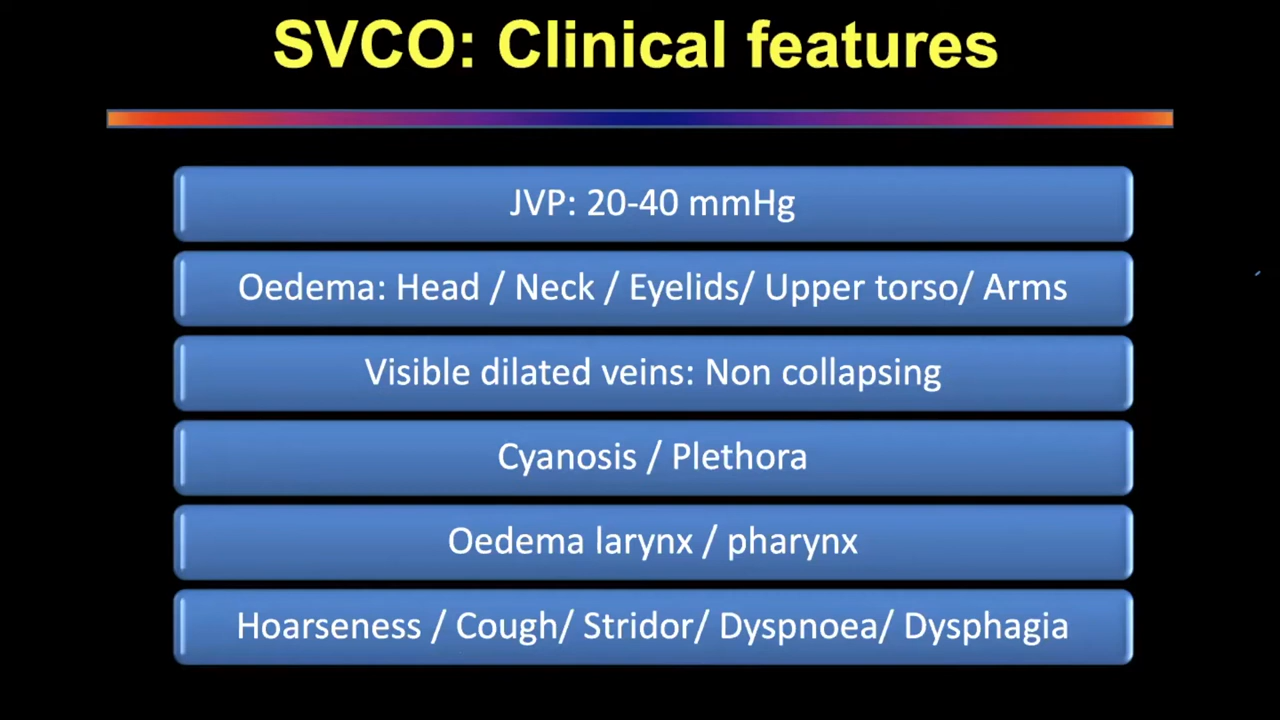 SVCO: Clinical features
JVP: 20-40 mmHg
Oedema: Head / Neck / Eyelids/ Upper torso/ Arms
Visible dilated veins: Non collapsing
Cyanosis / Plethora
Oedema larynx / pharynx
Hoarseness / Cough/ Stridor/ Dyspnoea/ Dysphagia